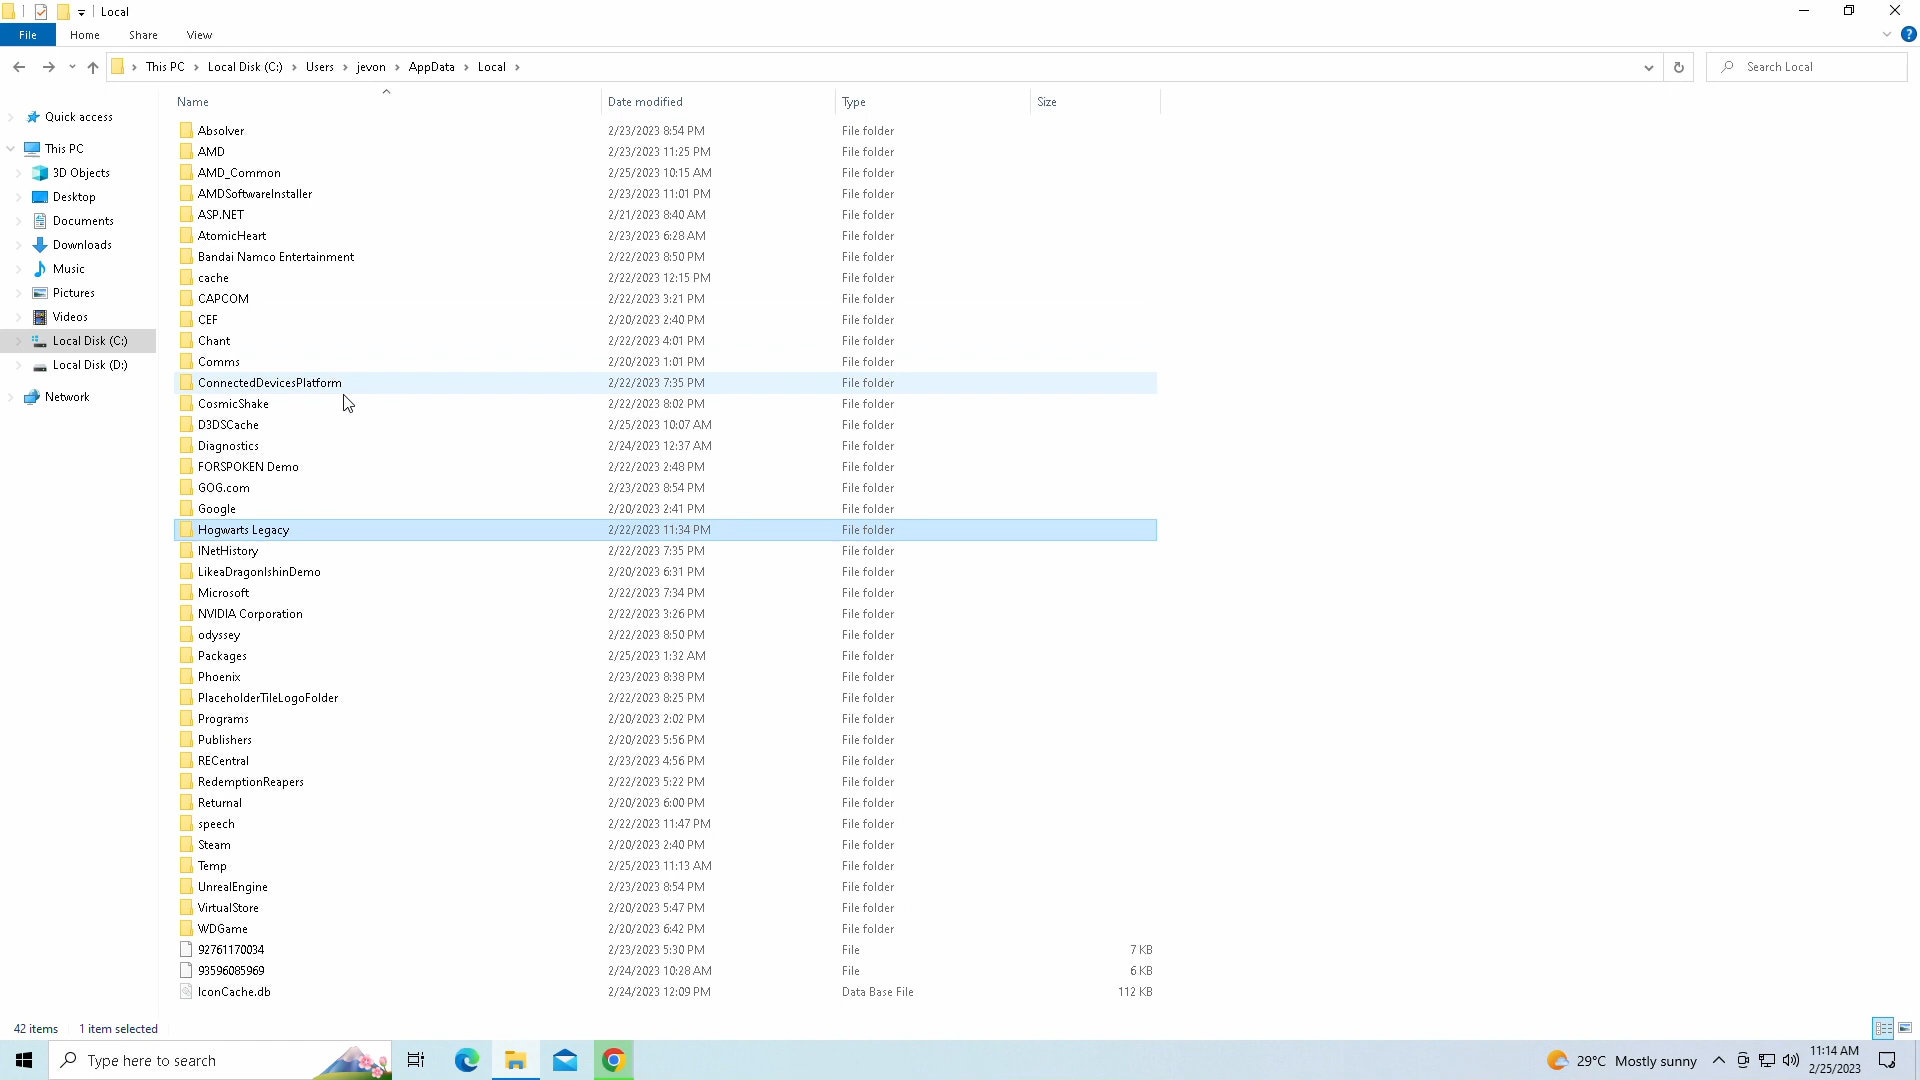 Local
File Home Share View
This PC Local Disk (C:) Users jevon AppData Local
Search Local
Name Date modified Type Size
Quick access
This PC
3D Objects
Desktop
Documents
Downloads
Music
Pictures
Videos
Local Disk (C:)
Local Disk (D:)
Network
Absolver 2/23/2023 8:54 PM File folder
AMD 2/23/2023 11:25 PM File folder
AMD_Common 2/25/2023 10:15 AM File folder
AMDSoftwareInstaller 2/23/2023 11:01 PM File folder
ASP.NET 2/21/2023 8:40 AM File folder
AtomicHeart 2/23/2023 6:28 AM File folder
Bandai Namco Entertainment 2/22/2023 8:50 PM File folder
cache 2/22/2023 12:15 PM File folder
CAPCOM 2/22/2023 3:21 PM File folder
CEF 2/20/2023 2:40 PM File folder
Chant 2/22/2023 4:01 PM File folder
Comms 2/20/2023 1:01 PM File folder
ConnectedDevicesPlatform 2/22/2023 7:35 PM File folder
CosmicShake 2/22/2023 8:02 PM File folder
D3DSCache 2/25/2023 10:07 AM File folder
Diagnostics 2/24/2023 12:37 AM File folder
FORSPOKEN Demo 2/22/2023 2:48 PM File folder
GOG.com 2/23/2023 8:54 PM File folder
Google 2/20/2023 2:41 PM File folder
Hogwarts Legacy 2/22/2023 11:34 PM File folder
INetHistory 2/22/2023 7:35 PM File folder
LikeaDragonIshinDemo 2/20/2023 6:31 PM File folder
Microsoft 2/22/2023 7:34 PM File folder
NVIDIA Corporation 2/22/2023 3:26 PM File folder
odyssey 2/22/2023 8:50 PM File folder
Packages 2/25/2023 1:32 AM File folder
Phoenix 2/23/2023 8:38 PM File folder
PlaceholderTileLogoFolder 2/22/2023 8:25 PM File folder
Programs 2/20/2023 2:02 PM File folder
Publishers 2/20/2023 5:56 PM File folder
RECentral 2/23/2023 4:56 PM File folder
RedemptionReapers 2/22/2023 5:22 PM File folder
Returnal 2/20/2023 6:00 PM File folder
speech 2/22/2023 11:47 PM File folder
Steam 2/20/2023 2:40 PM File folder
Temp 2/25/2023 11:13 AM File folder
UnrealEngine 2/23/2023 8:54 PM File folder
VirtualStore 2/20/2023 5:47 PM File folder
WDGame 2/20/2023 6:42 PM File folder
92761170034 2/23/2023 5:30 PM File 7 KB
93596085969 2/24/2023 10:28 AM File 6 KB
IconCache.db 2/24/2023 12:09 PM Data Base File 112 KB
42 items 1 item selected
Type here to search
29°C Mostly sunny
11:14 AM
2/25/2023